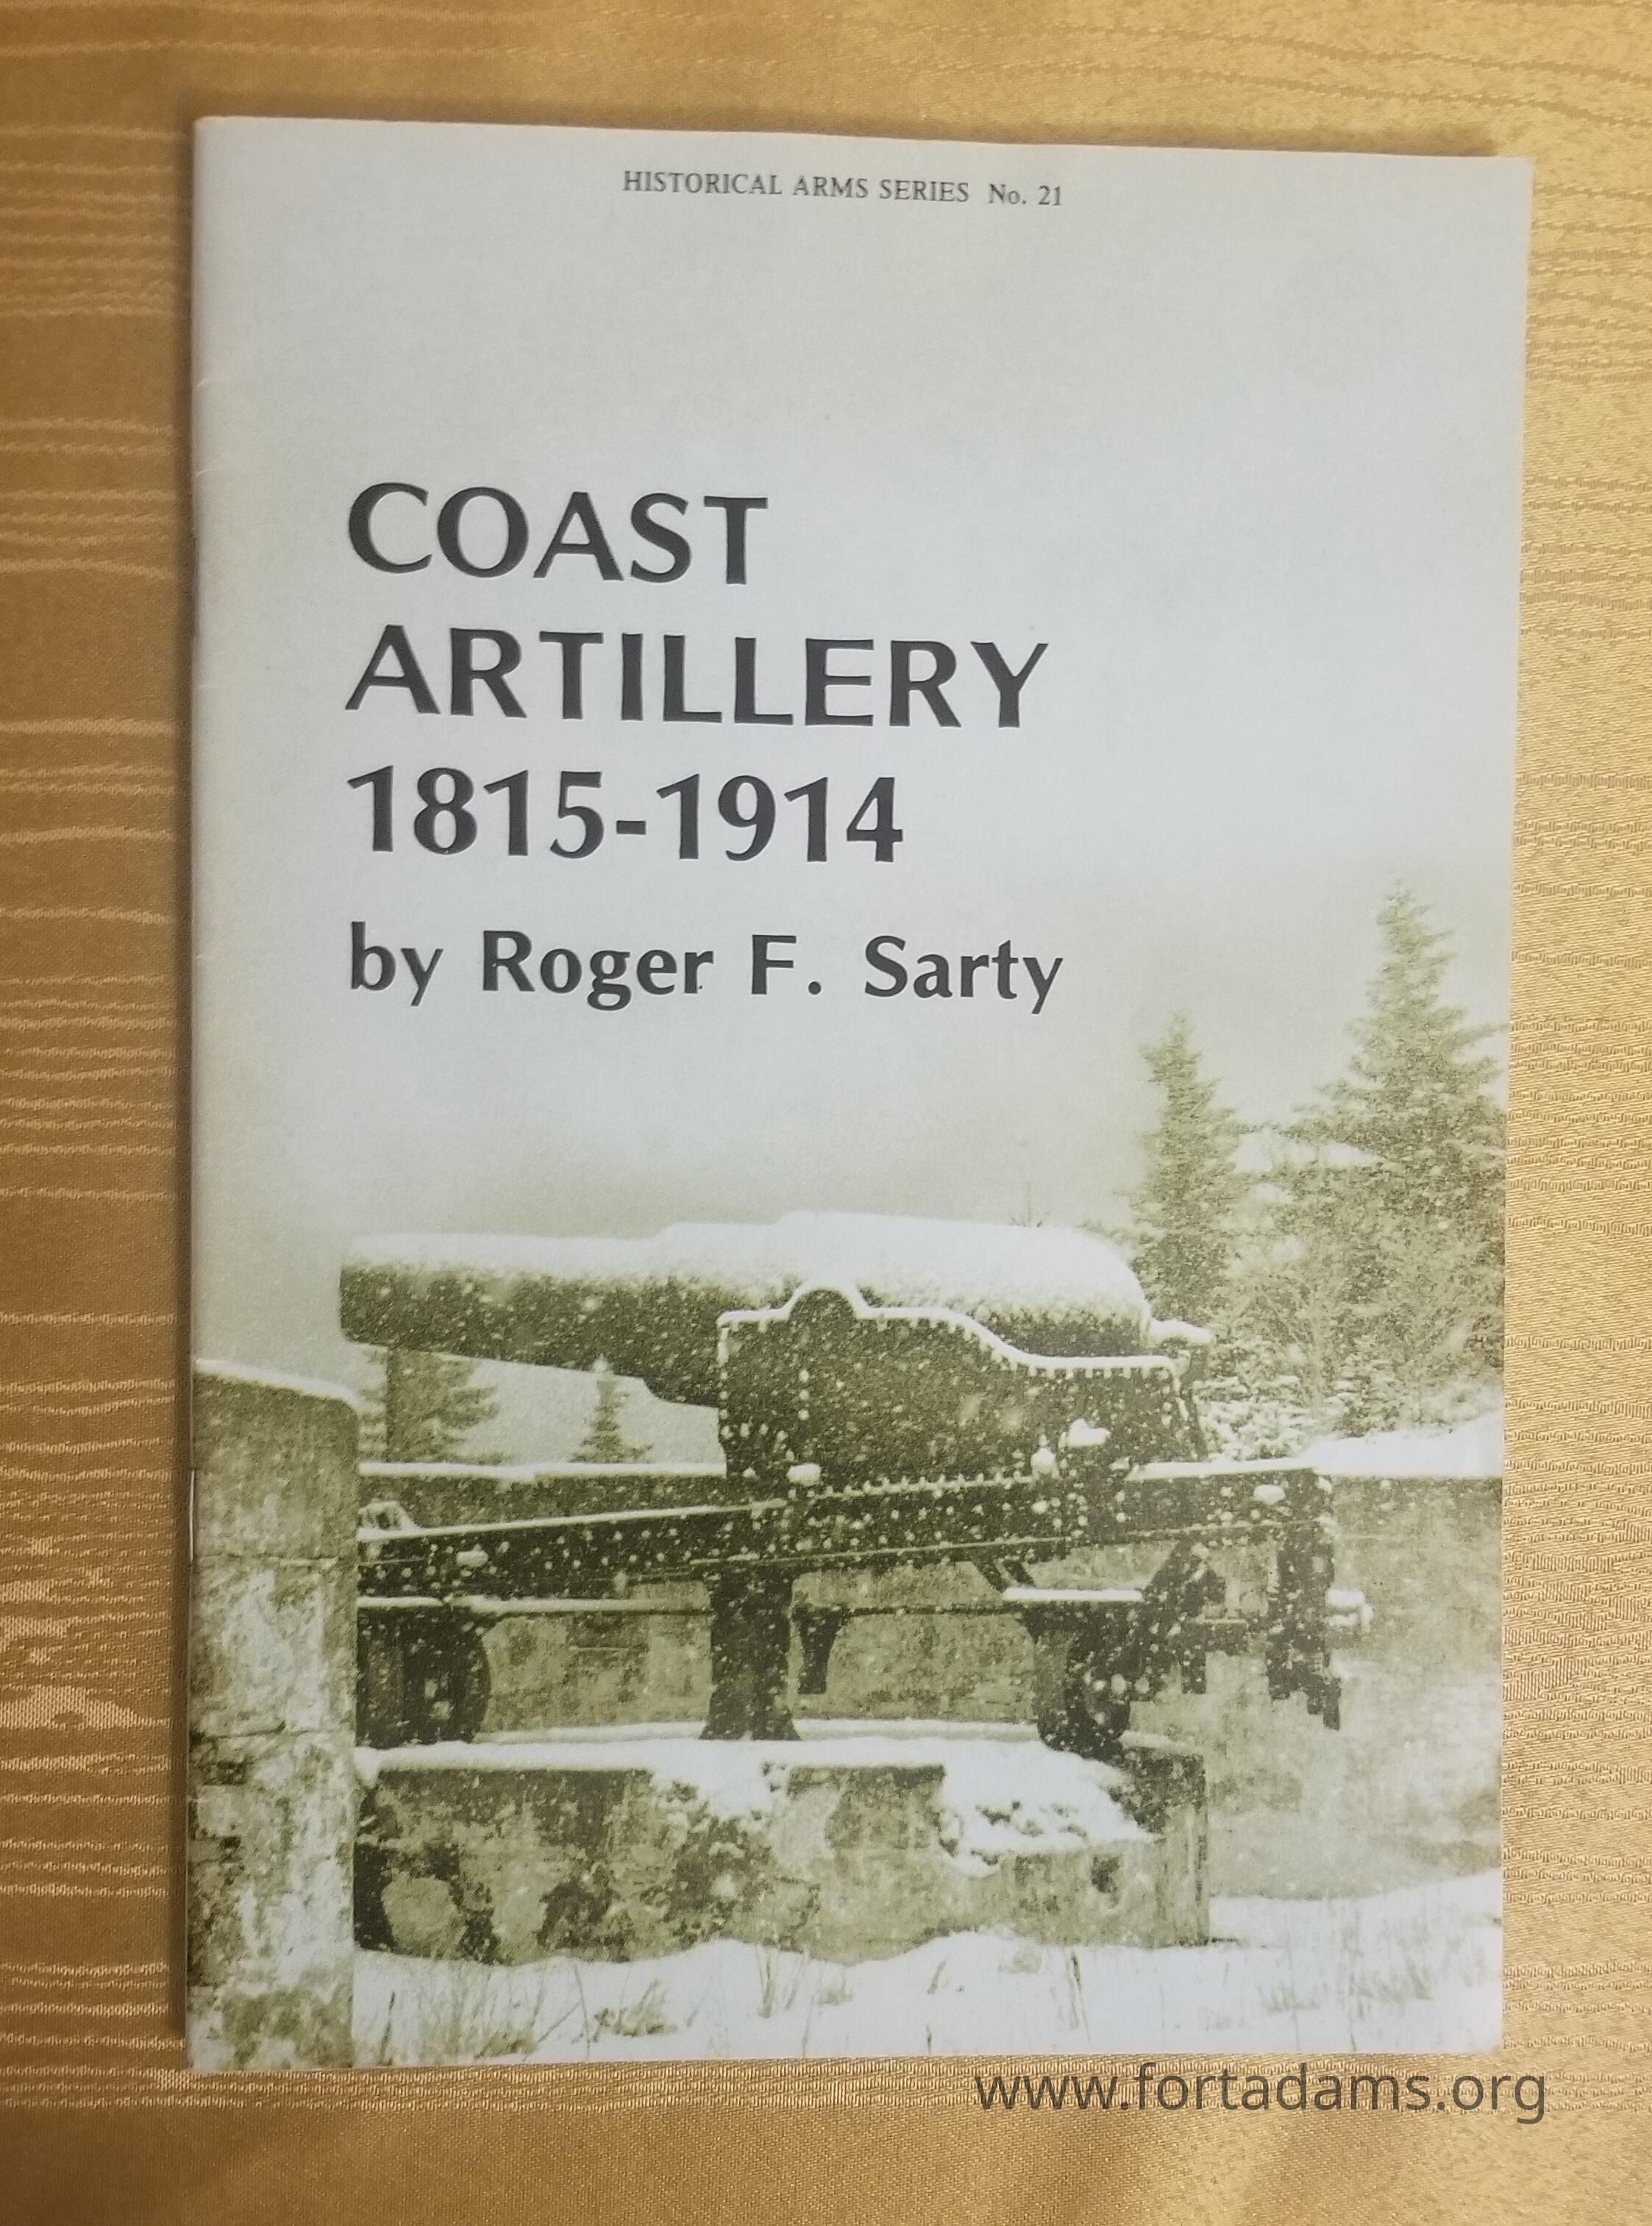 HISTORICAL ARMS SERIES No. 21
COAST
ARTILLERY
1815-1914
by Roger F. Sarty
www.fortadams.org